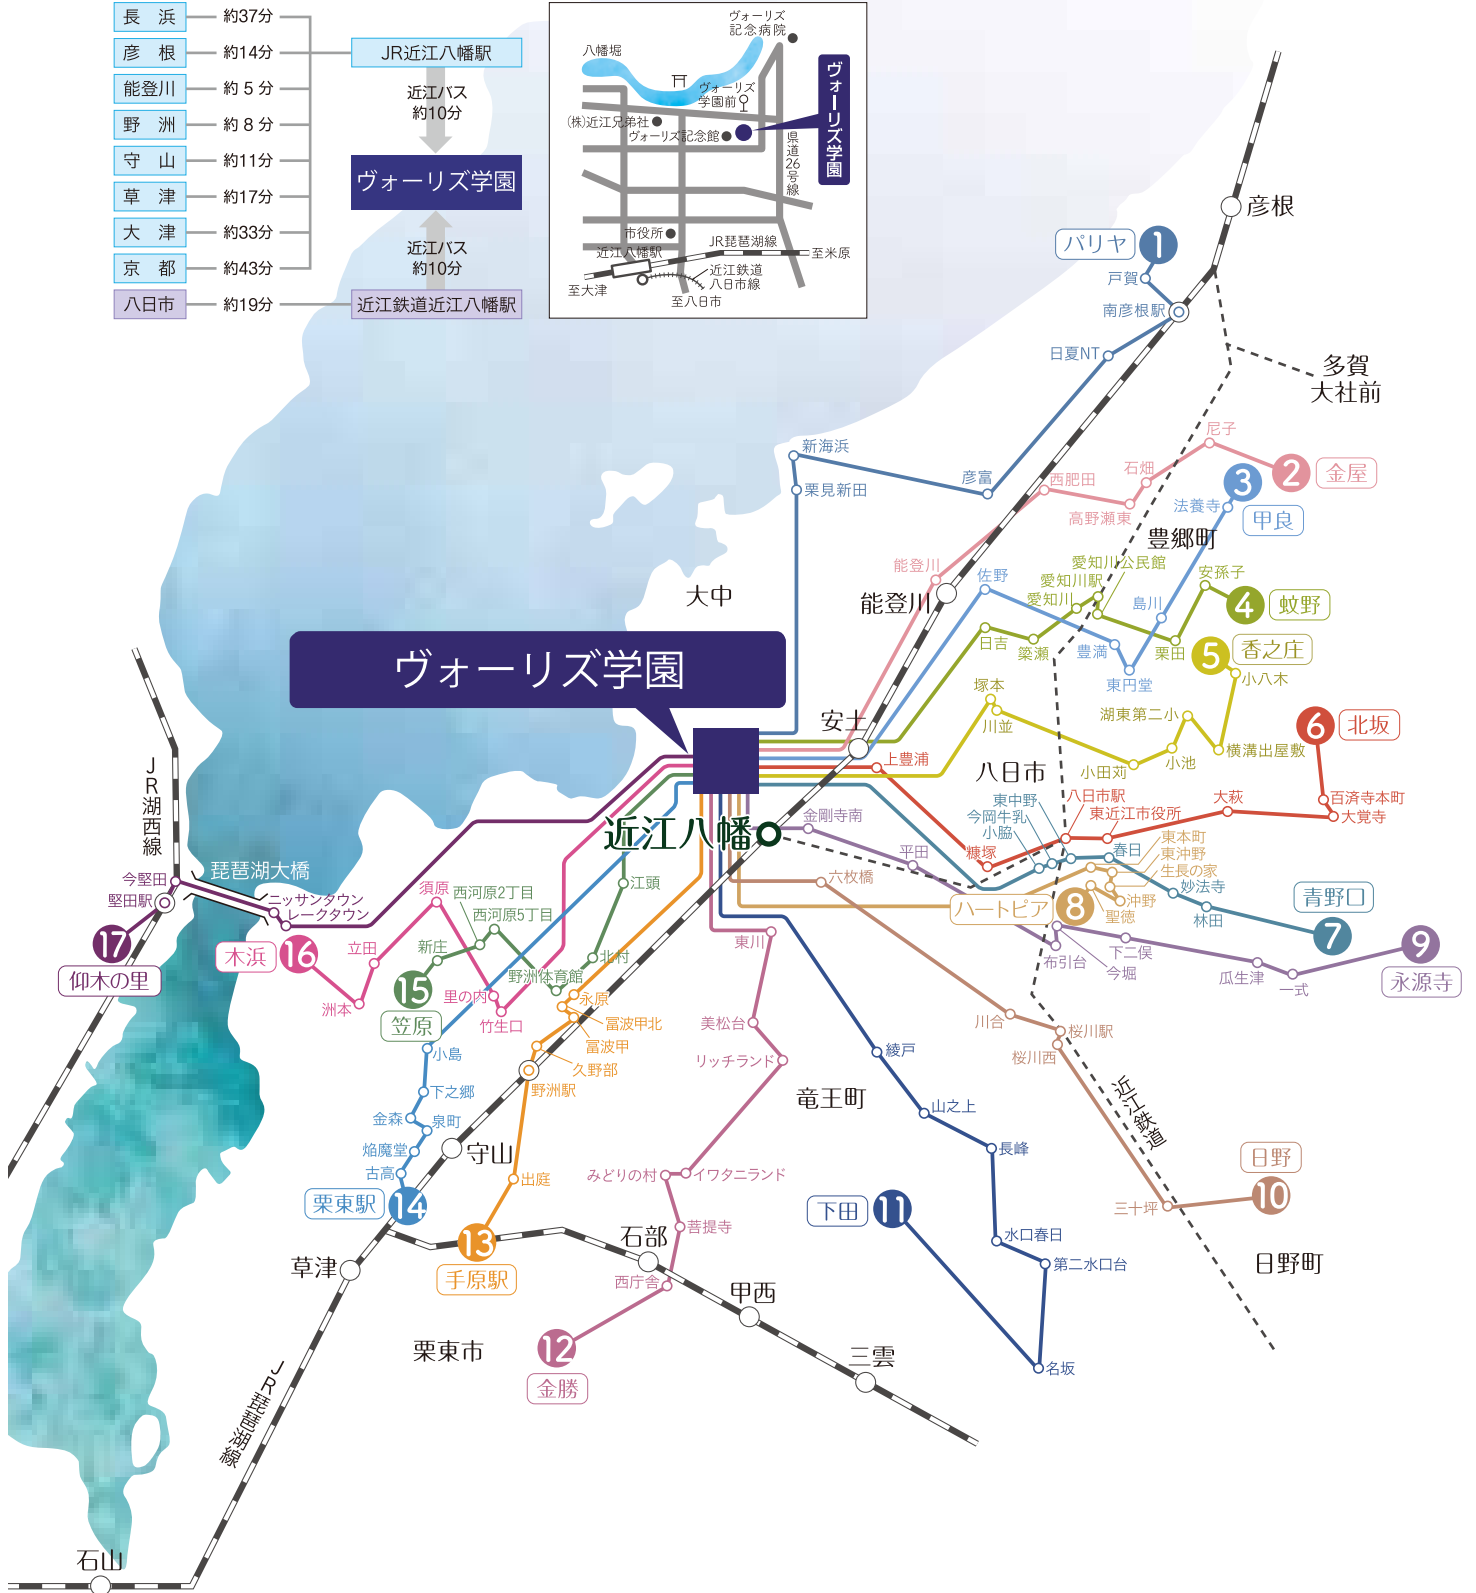 長　浜
約37分
彦　根
約14分
能登川
約 5 分
野　洲
約 8 分
守　山
約11分
草　津
約17分
大　津
約33分
京　都
約43分
八日市
約19分
JR近江八幡駅
近江バス
約10分
ヴォーリズ学園
近江バス
約10分
近江鉄道近江八幡駅
ヴォーリズ
記念病院
八幡堀
ヴォーリズ
学園前
(株)近江兄弟社
ヴォーリズ記念館
ヴォーリズ学園
県道26号線
市役所
近江八幡駅
JR琵琶湖線
至米原
近江鉄道
八日市線
至大津
至八日市
彦根
パリヤ
1
戸賀
南彦根駅
日夏NT
多賀
大社前
新海浜
彦富
栗見新田
尼子
石畑
西肥田
高野瀬東
2
金屋
3
甲良
法養寺
豊郷町
能登川
能登川
佐野
愛知川公民館
愛知川駅
愛知川
安孫子
4
蚊野
島川
日吉
簗瀬
豊満
栗田
東円堂
5
香之庄
小八木
大中
ヴォーリズ学園
安土
塚本
川並
湖東第二小
横溝出屋敷
小田苅
小池
6
北坂
上豊浦
八日市
東中野
今岡牛乳
小脇
八日市駅
東近江市役所
大萩
百済寺本町
大覚寺
近江八幡
金剛寺南
平田
糠塚
春日
東本町
東沖野
生長の家
沖野
聖徳
妙法寺
林田
青野口
7
六枚橋
ハートピア
8
布引台
今堀
下二俣
瓜生津
一式
9
永源寺
JR湖西線
琵琶湖大橋
今堅田
堅田駅
ニッサンタウン
レークタウン
17
仰木の里
木浜
16
洲本
立田
須原
里の内
竹生口
西河原2丁目
西河原5丁目
新庄
15
笠原
江頭
北村
野洲体育館
永原
冨波甲北
冨波甲
久野部
野洲駅
小島
下之郷
金森
泉町
焔魔堂
古高
守山
栗東駅
14
出庭
13
手原駅
草津
東川
美松台
リッチランド
みどりの村
イワタニランド
菩提寺
西庁舎
石部
12
金勝
栗東市
甲西
三雲
竜王町
綾戸
山之上
長峰
下田
11
水口春日
第二水口台
名坂
川合
桜川駅
桜川西
近江鉄道
日野
10
三十坪
日野町
JR琵琶湖線
石山